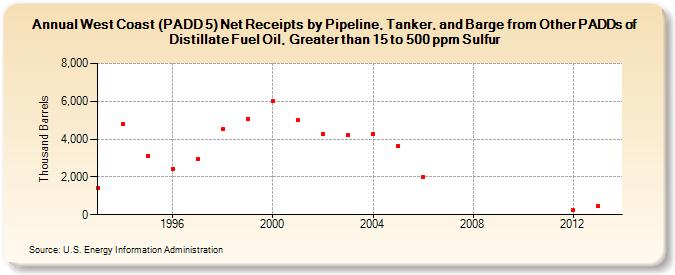 Annual West Coast (PADD 5) Net Receipts by Pipeline, Tanker, and Barge from Other PADDs of
Distillate Fuel Oil, Greater than 15 to 500 ppm Sulfur
Thousand Barrels
8,000
6,000
4,000
2,000
0
1996
2000
2004
2008
2012
Source: U.S. Energy Information Administration